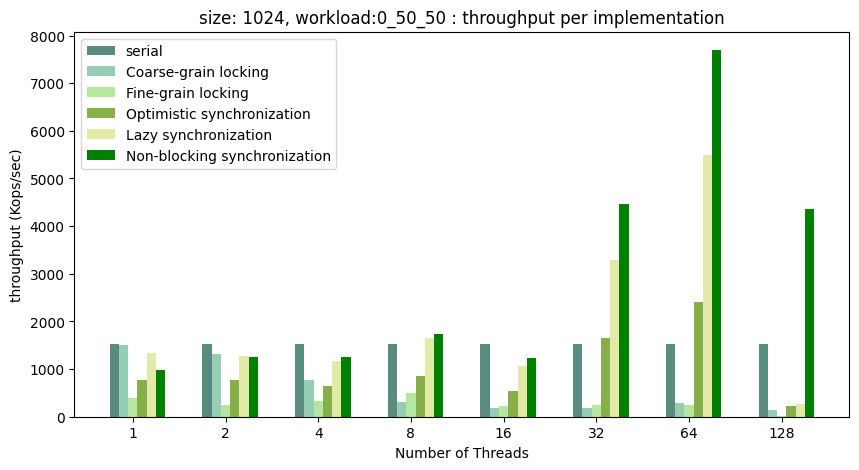 size: 1024, workload:0_50_50 : throughput per implementation
throughput (Kops/sec)
8000
7000
6000
5000
4000
3000
2000
1000
0
serial
Coarse-grain locking
Fine-grain locking
Optimistic synchronization
Lazy synchronization
Non-blocking synchronization
1 2 4 8 16 32 64 128
Number of Threads